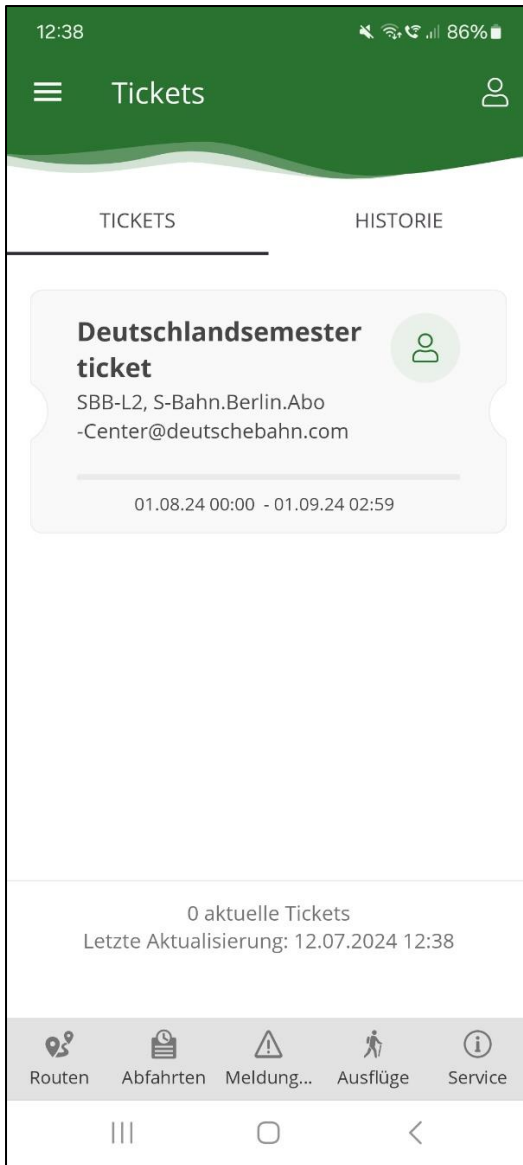 12:38 86%
Tickets
TICKETS HISTORIE
Deutschlandsemester
ticket
SBB-L2, S-Bahn.Berlin.Abo
-Center@deutschebahn.com
01.08.24 00:00 - 01.09.24 02:59
0 aktuelle Tickets
Letzte Aktualisierung: 12.07.2024 12:38
Routen Abfahrten Meldung... Ausflüge Service